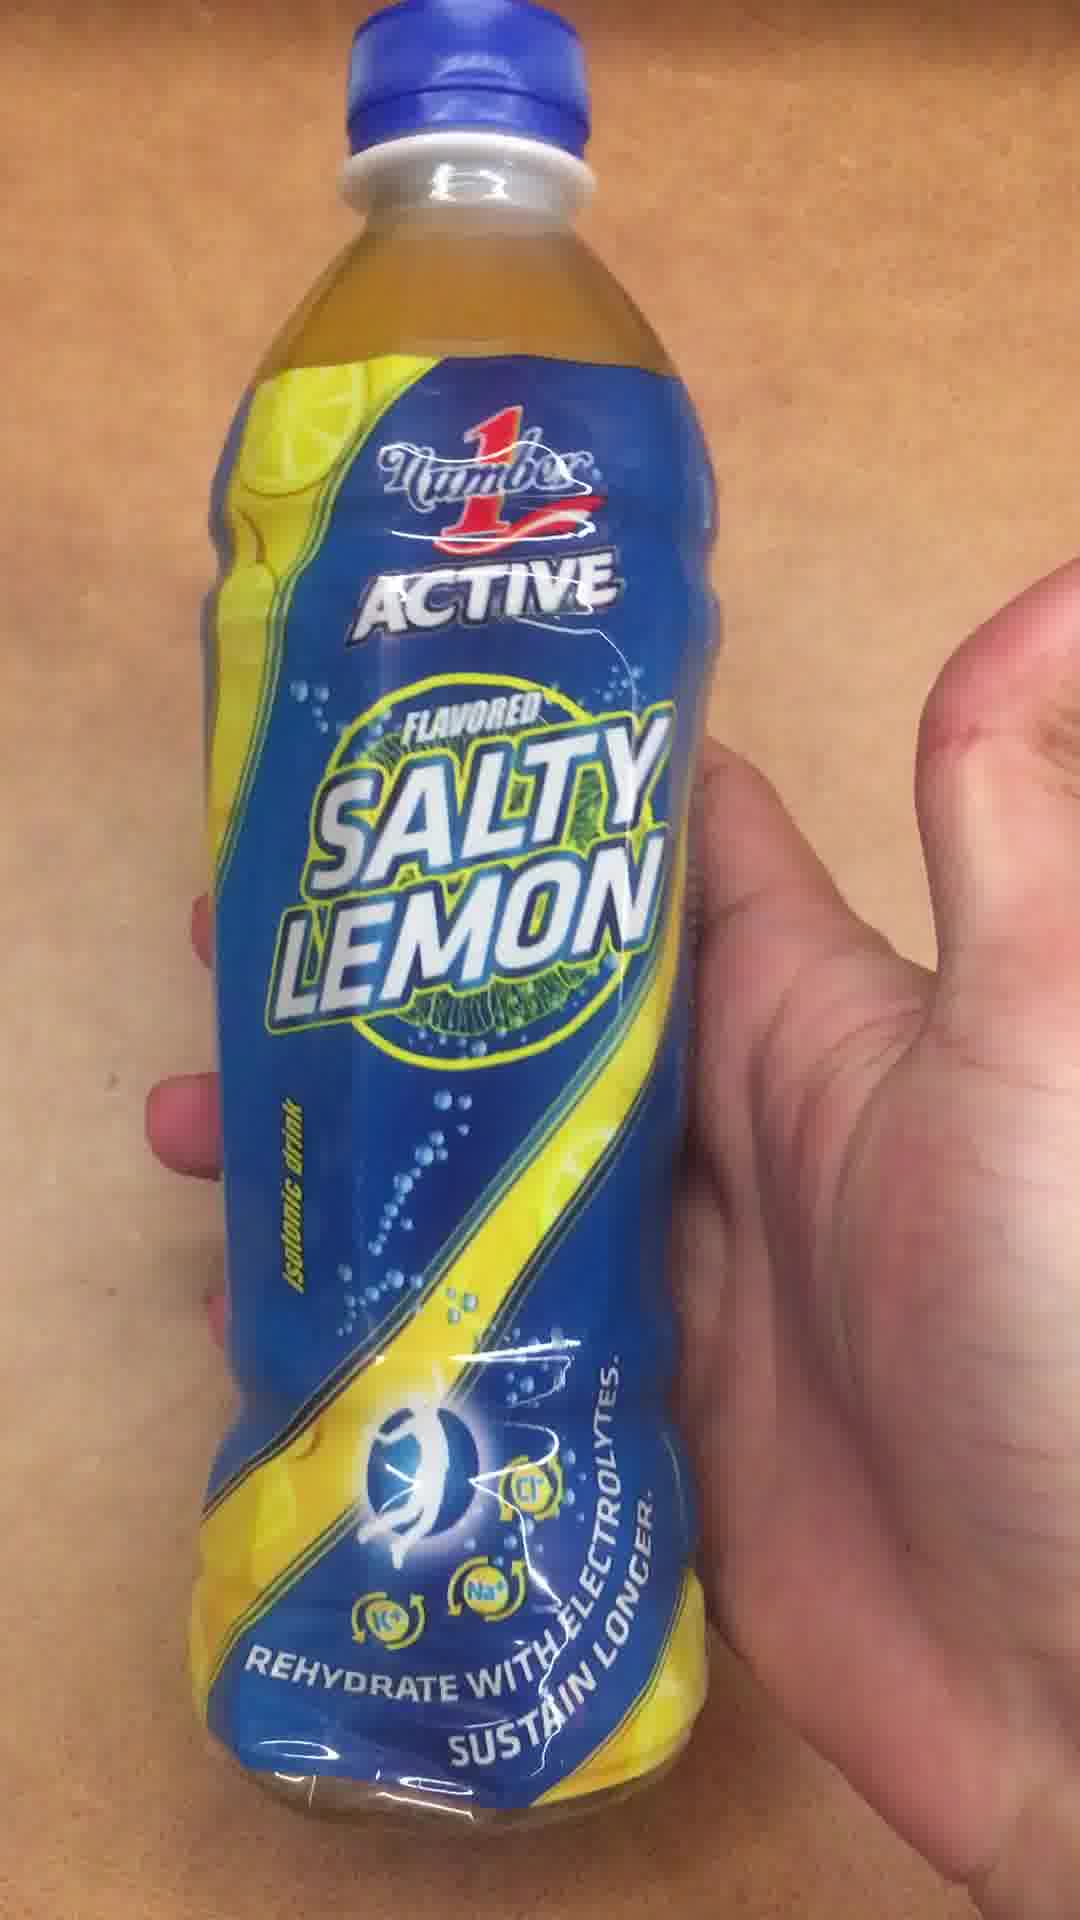 Number 1
ACTIVE
FLAVORED
SALTY
LEMON
isotonic drink
Cl-
Na+
K+
REHYDRATE WITH ELECTROLYTES.
SUSTAIN LONGER.